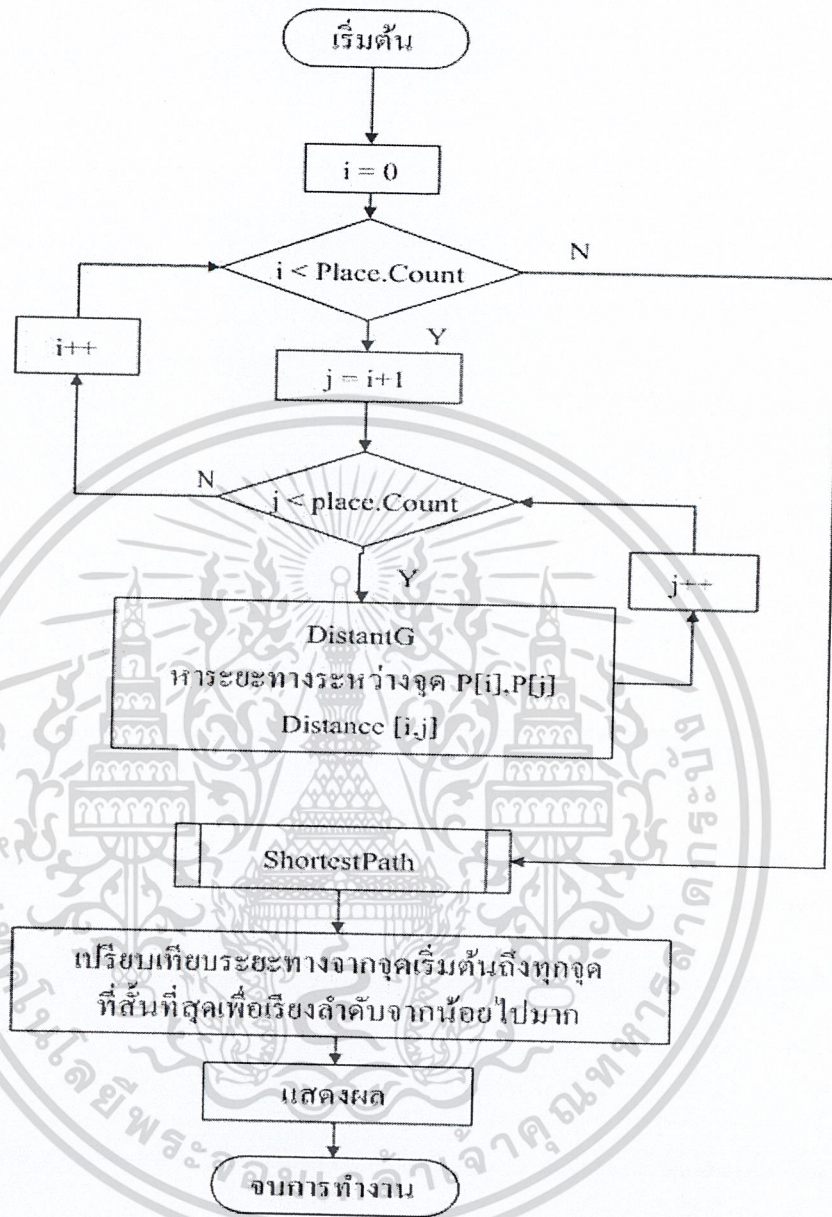 เริ่มต้น
i = 0
i < Place.Count
N
Y
i++
j = i+1
N
j < place.Count
Y
j++
DistantG
หาระยะทางระหว่างจุด P[i],P[j]
Distance [i,j]
ShortestPath
เปรียบเทียบระยะทางจากจุดเริ่มต้นถึงทุกจุด
ที่สั้นที่สุดเพื่อเรียงลำดับจากน้อยไปมาก
แสดงผล
จบการทำงาน